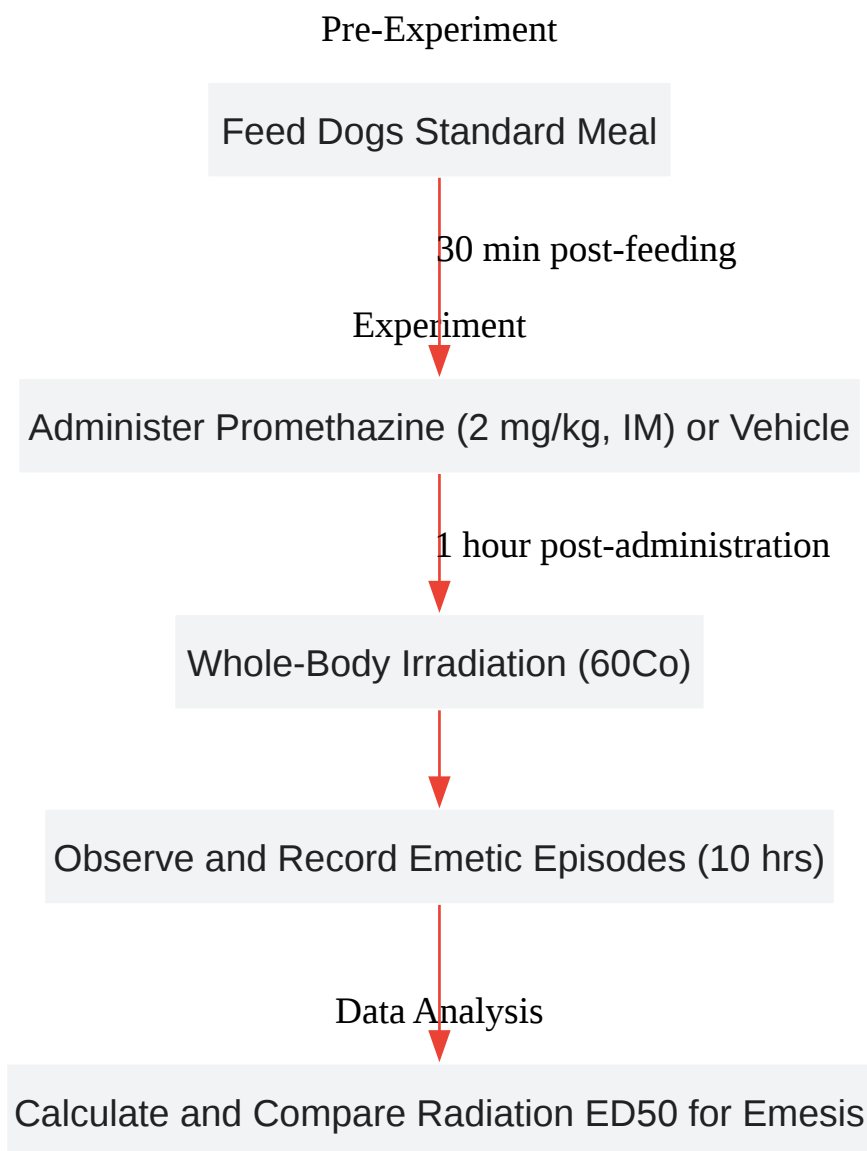 Pre-Experiment
Feed Dogs Standard Meal
30 min post-feeding
Experiment
Administer Promethazine (2 mg/kg, IM) or Vehicle
1 hour post-administration
Whole-Body Irradiation (60Co)
Observe and Record Emetic Episodes (10 hrs)
Data Analysis
Calculate and Compare Radiation ED50 for Emesis